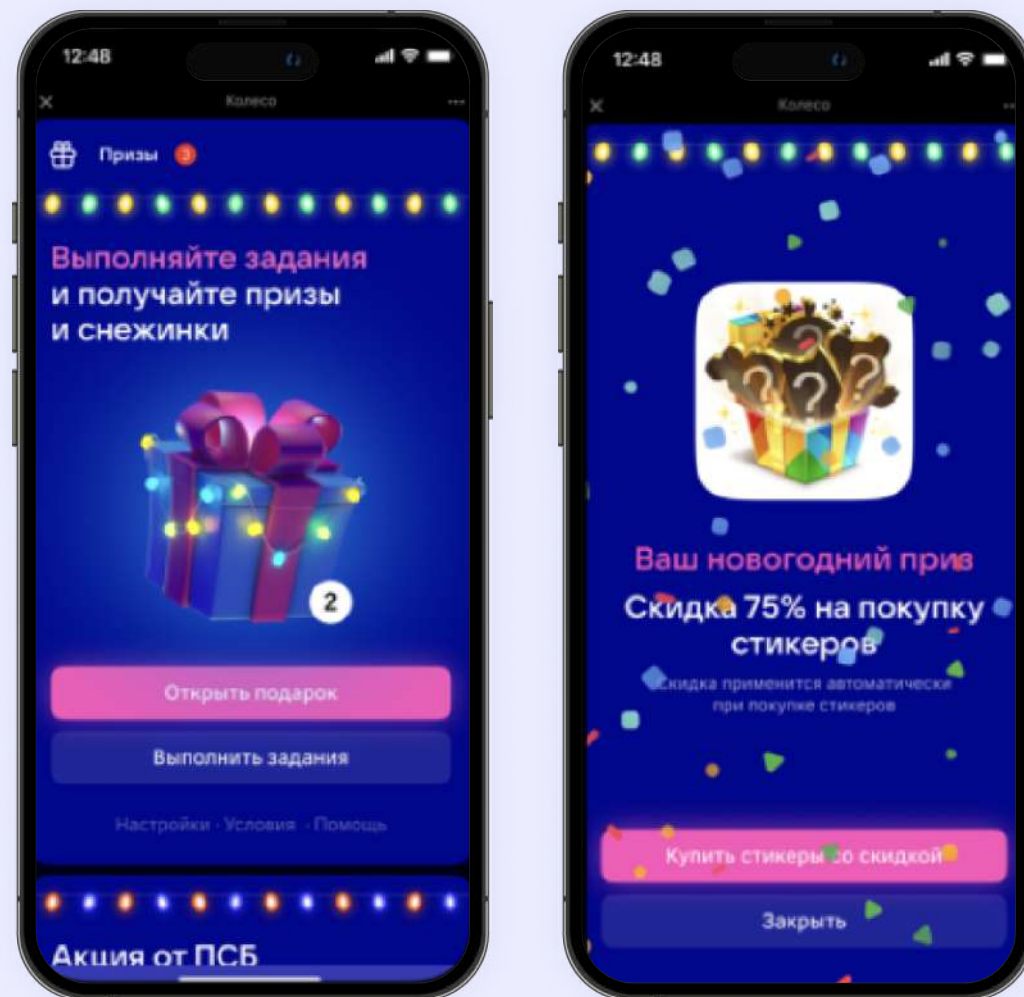 12:48
Колесо
Призы 3
Выполняйте задания
и получайте призы
и снежинки
2
Открыть подарок
Выполнить задания
Настройки · Условия · Помощь
Акция от ПСБ
12:48
Колесо
? ? ? ?
Ваш новогодний приз
Скидка 75% на покупку
стикеров
Скидка применится автоматически
при покупке стикеров
Купить стикеры со скидкой
Закрыть